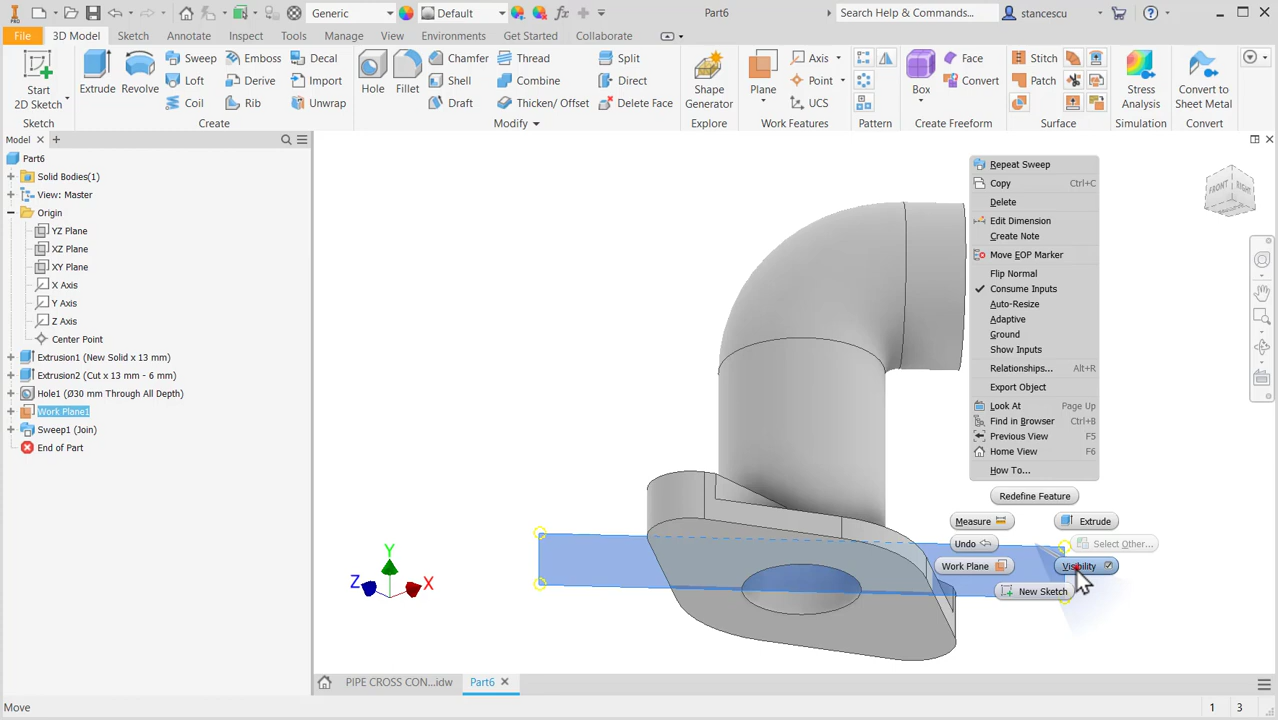 PRO
Generic
Default
Part6
Search Help & Commands...
stancescu
File
3D Model
Sketch
Annotate
Inspect
Tools
Manage
View
Environments
Get Started
Collaborate
Start
2D Sketch
Extrude
Revolve
Sweep
Loft
Coil
Emboss
Derive
Rib
Decal
Import
Unwrap
Hole
Fillet
Chamfer
Shell
Draft
Thread
Combine
Thicken/ Offset
Split
Direct
Delete Face
Shape
Generator
Plane
Axis
Point
UCS
Box
Face
Convert
Stitch
Patch
Stress
Analysis
Convert to
Sheet Metal
Sketch
Create
Modify
Explore
Work Features
Pattern
Create Freeform
Surface
Simulation
Convert
Model
Part6
Solid Bodies(1)
View: Master
Origin
YZ Plane
XZ Plane
XY Plane
X Axis
Y Axis
Z Axis
Center Point
Extrusion1 (New Solid x 13 mm)
Extrusion2 (Cut x 13 mm - 6 mm)
Hole1 (Ø30 mm Through All Depth)
Work Plane1
Sweep1 (Join)
End of Part
FRONT
RIGHT
Repeat Sweep
Copy Ctrl+C
Delete
Edit Dimension
Create Note
Move EOP Marker
Flip Normal
Consume Inputs
Auto-Resize
Adaptive
Ground
Show Inputs
Relationships... Alt+R
Export Object
Look At Page Up
Find in Browser Ctrl+B
Previous View F5
Home View F6
How To...
Redefine Feature
Measure
Extrude
Undo
Select Other...
Work Plane
Visibility
New Sketch
Y
Z
X
PIPE CROSS CON...idw
Part6
Move
1 3